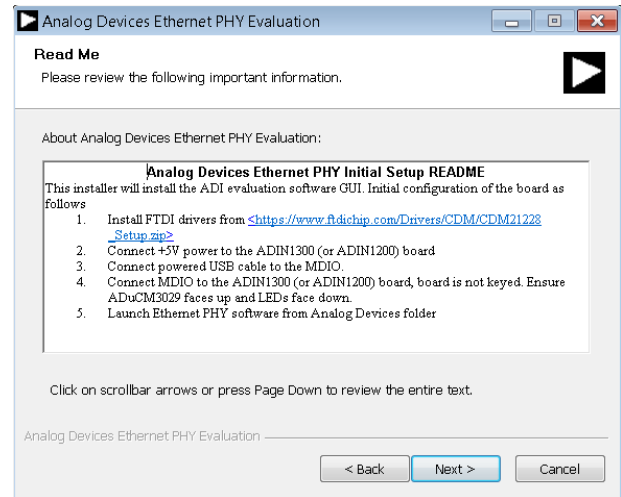 Analog Devices Ethernet PHY Evaluation
Read Me
Please review the following important information.
About Analog Devices Ethernet PHY Evaluation:
Analog Devices Ethernet PHY Initial Setup README
This installer will install the ADI evaluation software GUI. Initial configuration of the board as
follows
1. Install FTDI drivers from <https://www.ftdichip.com/Drivers/CDM/CDM21228
_Setup.zip>
2. Connect +5V power to the ADIN1300 (or ADIN1200) board
3. Connect powered USB cable to the MDIO.
4. Connect MDIO to the ADIN1300 (or ADIN1200) board, board is not keyed. Ensure
ADuCM3029 faces up and LEDs face down.
5. Launch Ethernet PHY software from Analog Devices folder
Click on scrollbar arrows or press Page Down to review the entire text.
Analog Devices Ethernet PHY Evaluation
< Back Next > Cancel